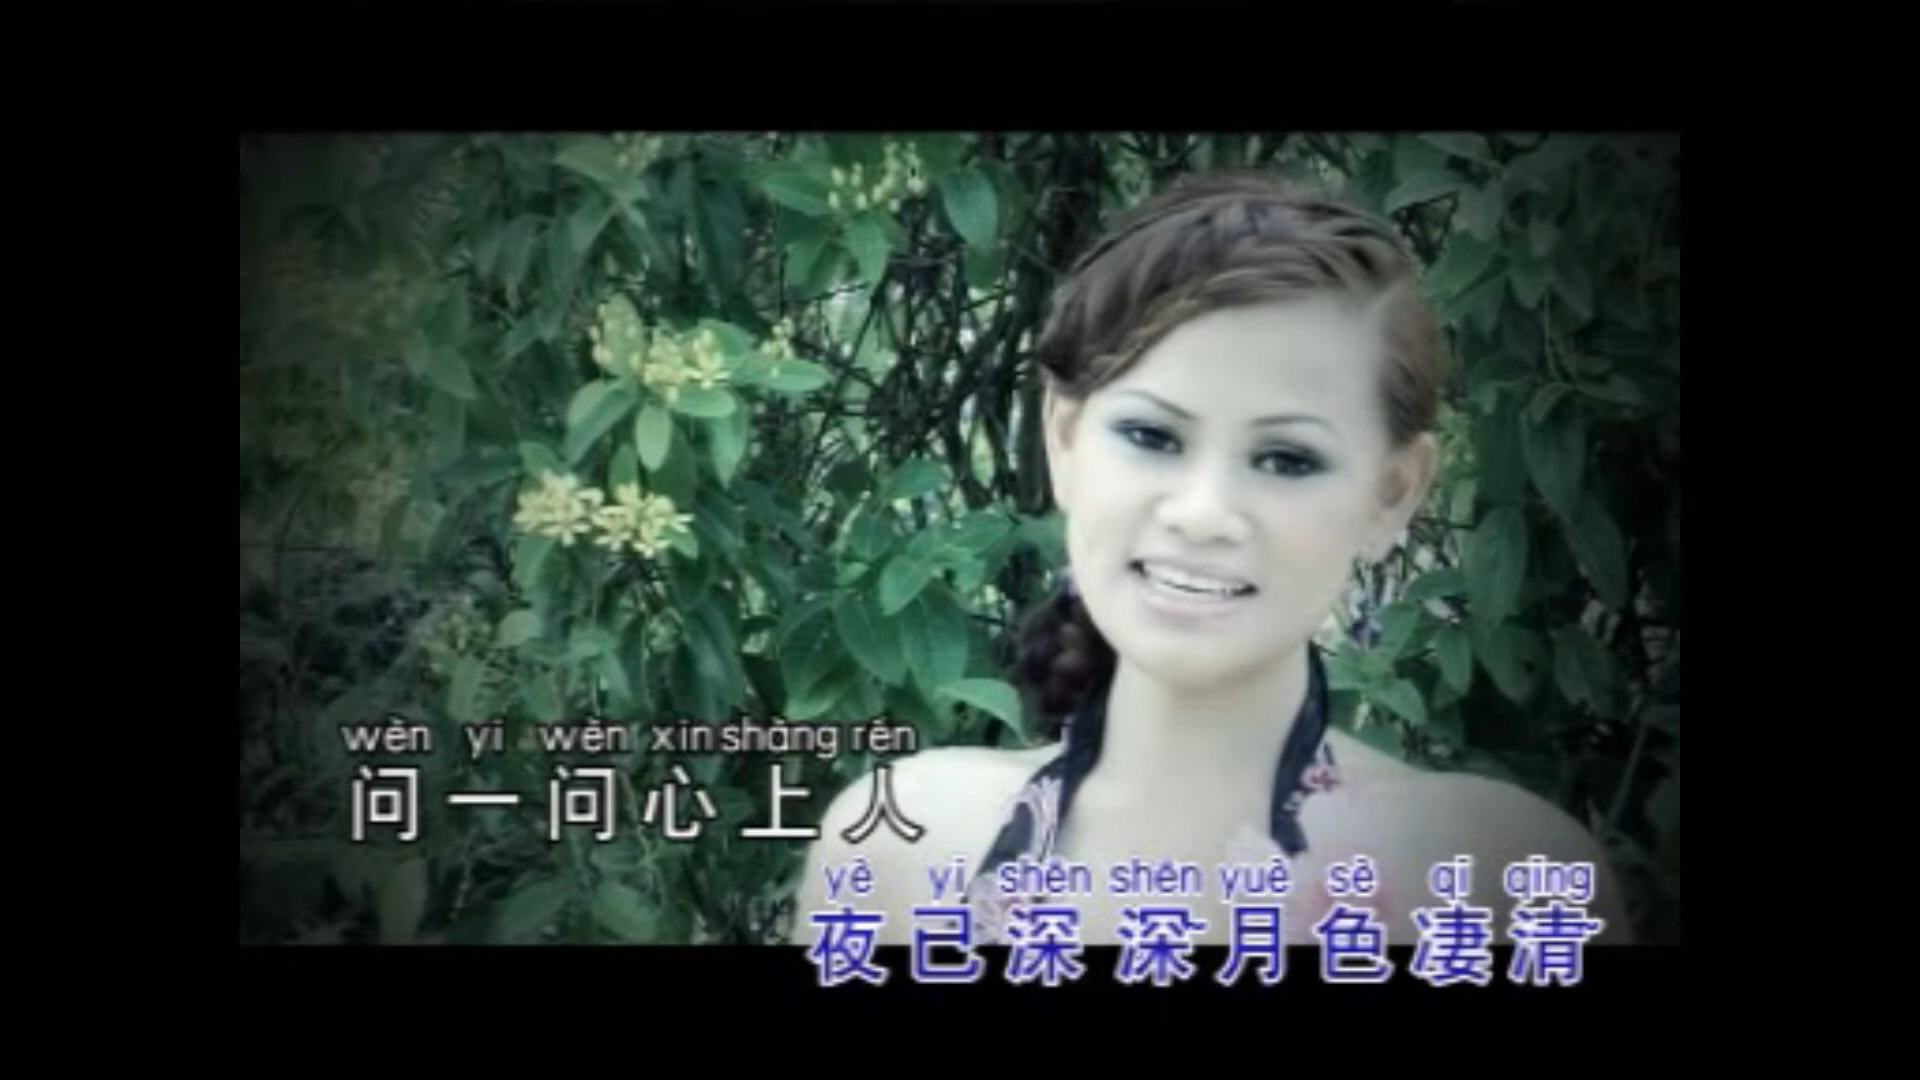 wèn yi wèn xin shàng rén
问一问心上人
yè yi shēn shēn yuè sè qi qing
夜已深深月色凄清